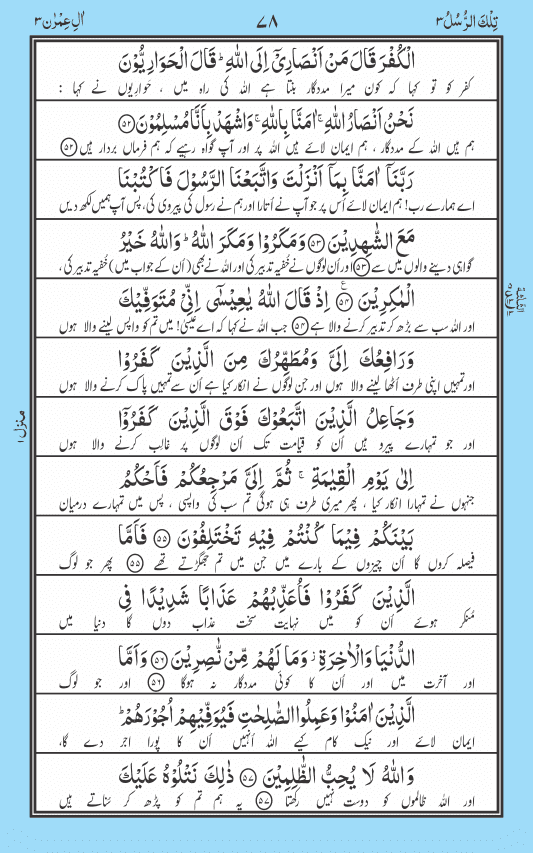 تِلْكَ الرُّسُلُ ٣
٧٨
اٰلِ عِمْرٰن ٣
الْكُفْرَ قَالَ مَنْ اَنْصَارِیْۤ اِلَی اللّٰهِ ؕ قَالَ الْحَوَارِیُّوْنَ
کفر کو تو کہا کہ کون میرا مددگار بنتا ہے اللہ کی راہ میں ، حواریوں نے کہا :
نَحْنُ اَنْصَارُ اللّٰهِ ۚ اٰمَنَّا بِاللّٰهِ ۚ وَاشْهَدْ بِاَنَّا مُسْلِمُوْنَ ۝۵۲
ہم ہیں اللہ کے مددگار ، ہم ایمان لائے ہیں اللہ پر اور آپ گواہ رہیے کہ ہم فرماں بردار ہیں ۝۵۲
رَبَّنَاۤ اٰمَنَّا بِمَاۤ اَنْزَلْتَ وَاتَّبَعْنَا الرَّسُوْلَ فَاكْتُبْنَا
اے ہمارے رب! ہم ایمان لائے اُس پر جو آپ نے اُتارا اور ہم نے رسول کی پیروی کی، پس آپ ہمیں لکھ دیں
مَعَ الشّٰهِدِیْنَ ۝۵۳ وَمَكَرُوْا وَمَكَرَ اللّٰهُ ؕ وَاللّٰهُ خَیْرُ
گواہی دینے والوں میں سے ۝۵۳ اور اُن لوگوں نے خُفیہ تدبیر کی اور اللہ نے بھی (اُن کے جواب میں) خُفیہ تدبیر کی،
الْمٰكِرِیْنَ ۝۵۴ اِذْ قَالَ اللّٰهُ یٰعِیْسٰۤی اِنِّیْ مُتَوَفِّیْكَ
اور اللہ سب سے بڑھ کر تدبیر کرنے والا ہے ۝۵۴ جب اللہ نے کہا کہ اے عیسیٰ! میں تم کو واپس لینے والا ہوں
وَرَافِعُكَ اِلَیَّ وَمُطَهِّرُكَ مِنَ الَّذِیْنَ كَفَرُوْا
اور تمہیں اپنی طرف اُٹھا لینے والا ہوں اور جن لوگوں نے انکار کیا ہے اُن سے تمہیں پاک کرنے والا ہوں
وَجَاعِلُ الَّذِیْنَ اتَّبَعُوْكَ فَوْقَ الَّذِیْنَ كَفَرُوْۤا
اور جو تمہارے پیرو ہیں اُن کو قیامت تک اُن لوگوں پر غالب کرنے والا ہوں
اِلٰی یَوْمِ الْقِیٰمَةِ ۚ ثُمَّ اِلَیَّ مَرْجِعُكُمْ فَاَحْكُمُ
جنہوں نے تمہارا انکار کیا ، پھر میری طرف ہی ہوگی تم سب کی واپسی ، پس میں تمہارے درمیان
بَیْنَكُمْ فِیْمَا كُنْتُمْ فِیْهِ تَخْتَلِفُوْنَ ۝۵۵ فَاَمَّا
فیصلہ کروں گا اُن چیزوں کے بارے میں جن میں تم جھگڑتے تھے ۝۵۵ پھر جو لوگ
الَّذِیْنَ كَفَرُوْا فَاُعَذِّبُهُمْ عَذَابًا شَدِیْدًا فِی
مُنکر ہوئے اُن کو میں نہایت سخت عذاب دوں گا دنیا میں
الدُّنْیَا وَالْاٰخِرَةِ ؗ وَمَا لَهُمْ مِّنْ نّٰصِرِیْنَ ۝۵۶ وَاَمَّا
اور آخرت میں اور اُن کا کوئی مددگار نہ ہوگا ۝۵۶ اور جو لوگ
الَّذِیْنَ اٰمَنُوْا وَعَمِلُوا الصّٰلِحٰتِ فَیُوَفِّیْهِمْ اُجُوْرَهُمْ ؕ
ایمان لائے اور نیک کام کیے اللہ اُنہیں اُن کا پورا اجر دے گا،
وَاللّٰهُ لَا یُحِبُّ الظّٰلِمِیْنَ ۝۵۷ ذٰلِكَ نَتْلُوْهُ عَلَیْكَ
اور اللہ ظالموں کو دوست نہیں رکھتا ۝۵۷ یہ ہم تم کو پڑھ کر سُناتے ہیں
منزل ۱